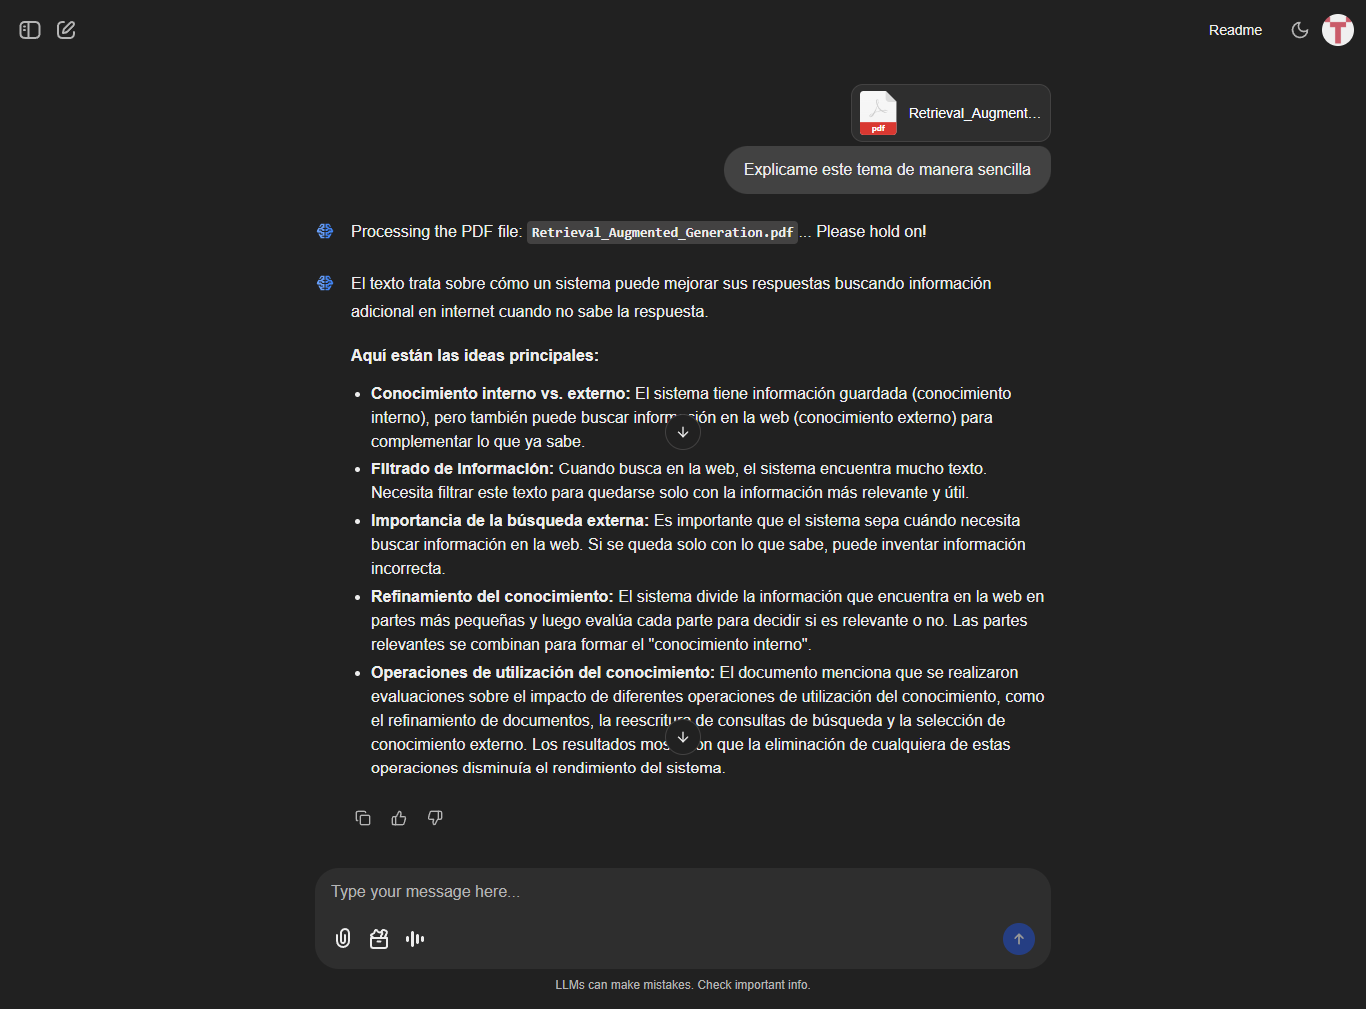 Readme
T
pdf
Retrieval_Augment...
Explicame este tema de manera sencilla
Processing the PDF file: Retrieval_Augmented_Generation.pdf... Please hold on!
El texto trata sobre cómo un sistema puede mejorar sus respuestas buscando información
adicional en internet cuando no sabe la respuesta.
Aquí están las ideas principales:
• Conocimiento interno vs. externo: El sistema tiene información guardada (conocimiento
interno), pero también puede buscar información en la web (conocimiento externo) para
complementar lo que ya sabe.
• Filtrado de información: Cuando busca en la web, el sistema encuentra mucho texto.
Necesita filtrar este texto para quedarse solo con la información más relevante y útil.
• Importancia de la búsqueda externa: Es importante que el sistema sepa cuándo necesita
buscar información en la web. Si se queda solo con lo que sabe, puede inventar información
incorrecta.
• Refinamiento del conocimiento: El sistema divide la información que encuentra en la web en
partes más pequeñas y luego evalúa cada parte para decidir si es relevante o no. Las partes
relevantes se combinan para formar el "conocimiento interno".
• Operaciones de utilización del conocimiento: El documento menciona que se realizaron
evaluaciones sobre el impacto de diferentes operaciones de utilización del conocimiento, como
el refinamiento de documentos, la reescritura de consultas de búsqueda y la selección de
conocimiento externo. Los resultados mostraron que la eliminación de cualquiera de estas
operaciones disminuía el rendimiento del sistema.
Type your message here...
LLMs can make mistakes. Check important info.